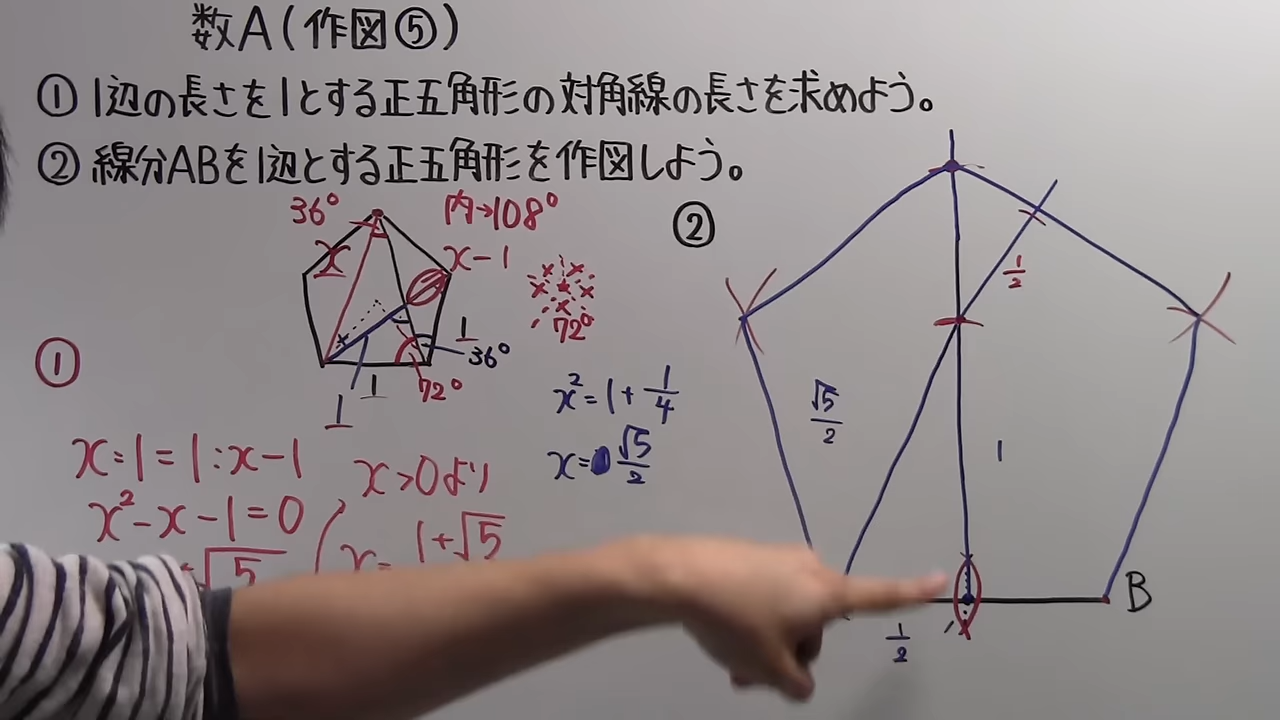 数A(作図⑤)
① 1辺の長さを1とする正五角形の対角線の長さを求めよう。
② 線分ABを1辺とする正五角形を作図しよう。
36°
内→108°
x
x-1
72°
1
36°
72°
1
1
①
x:1=1:x-1
x²-x-1=0
√5
x>0より
x= 1+√5
x²=1+1/4
x=√5/2
②
1/2
√5/2
1
1/2
B